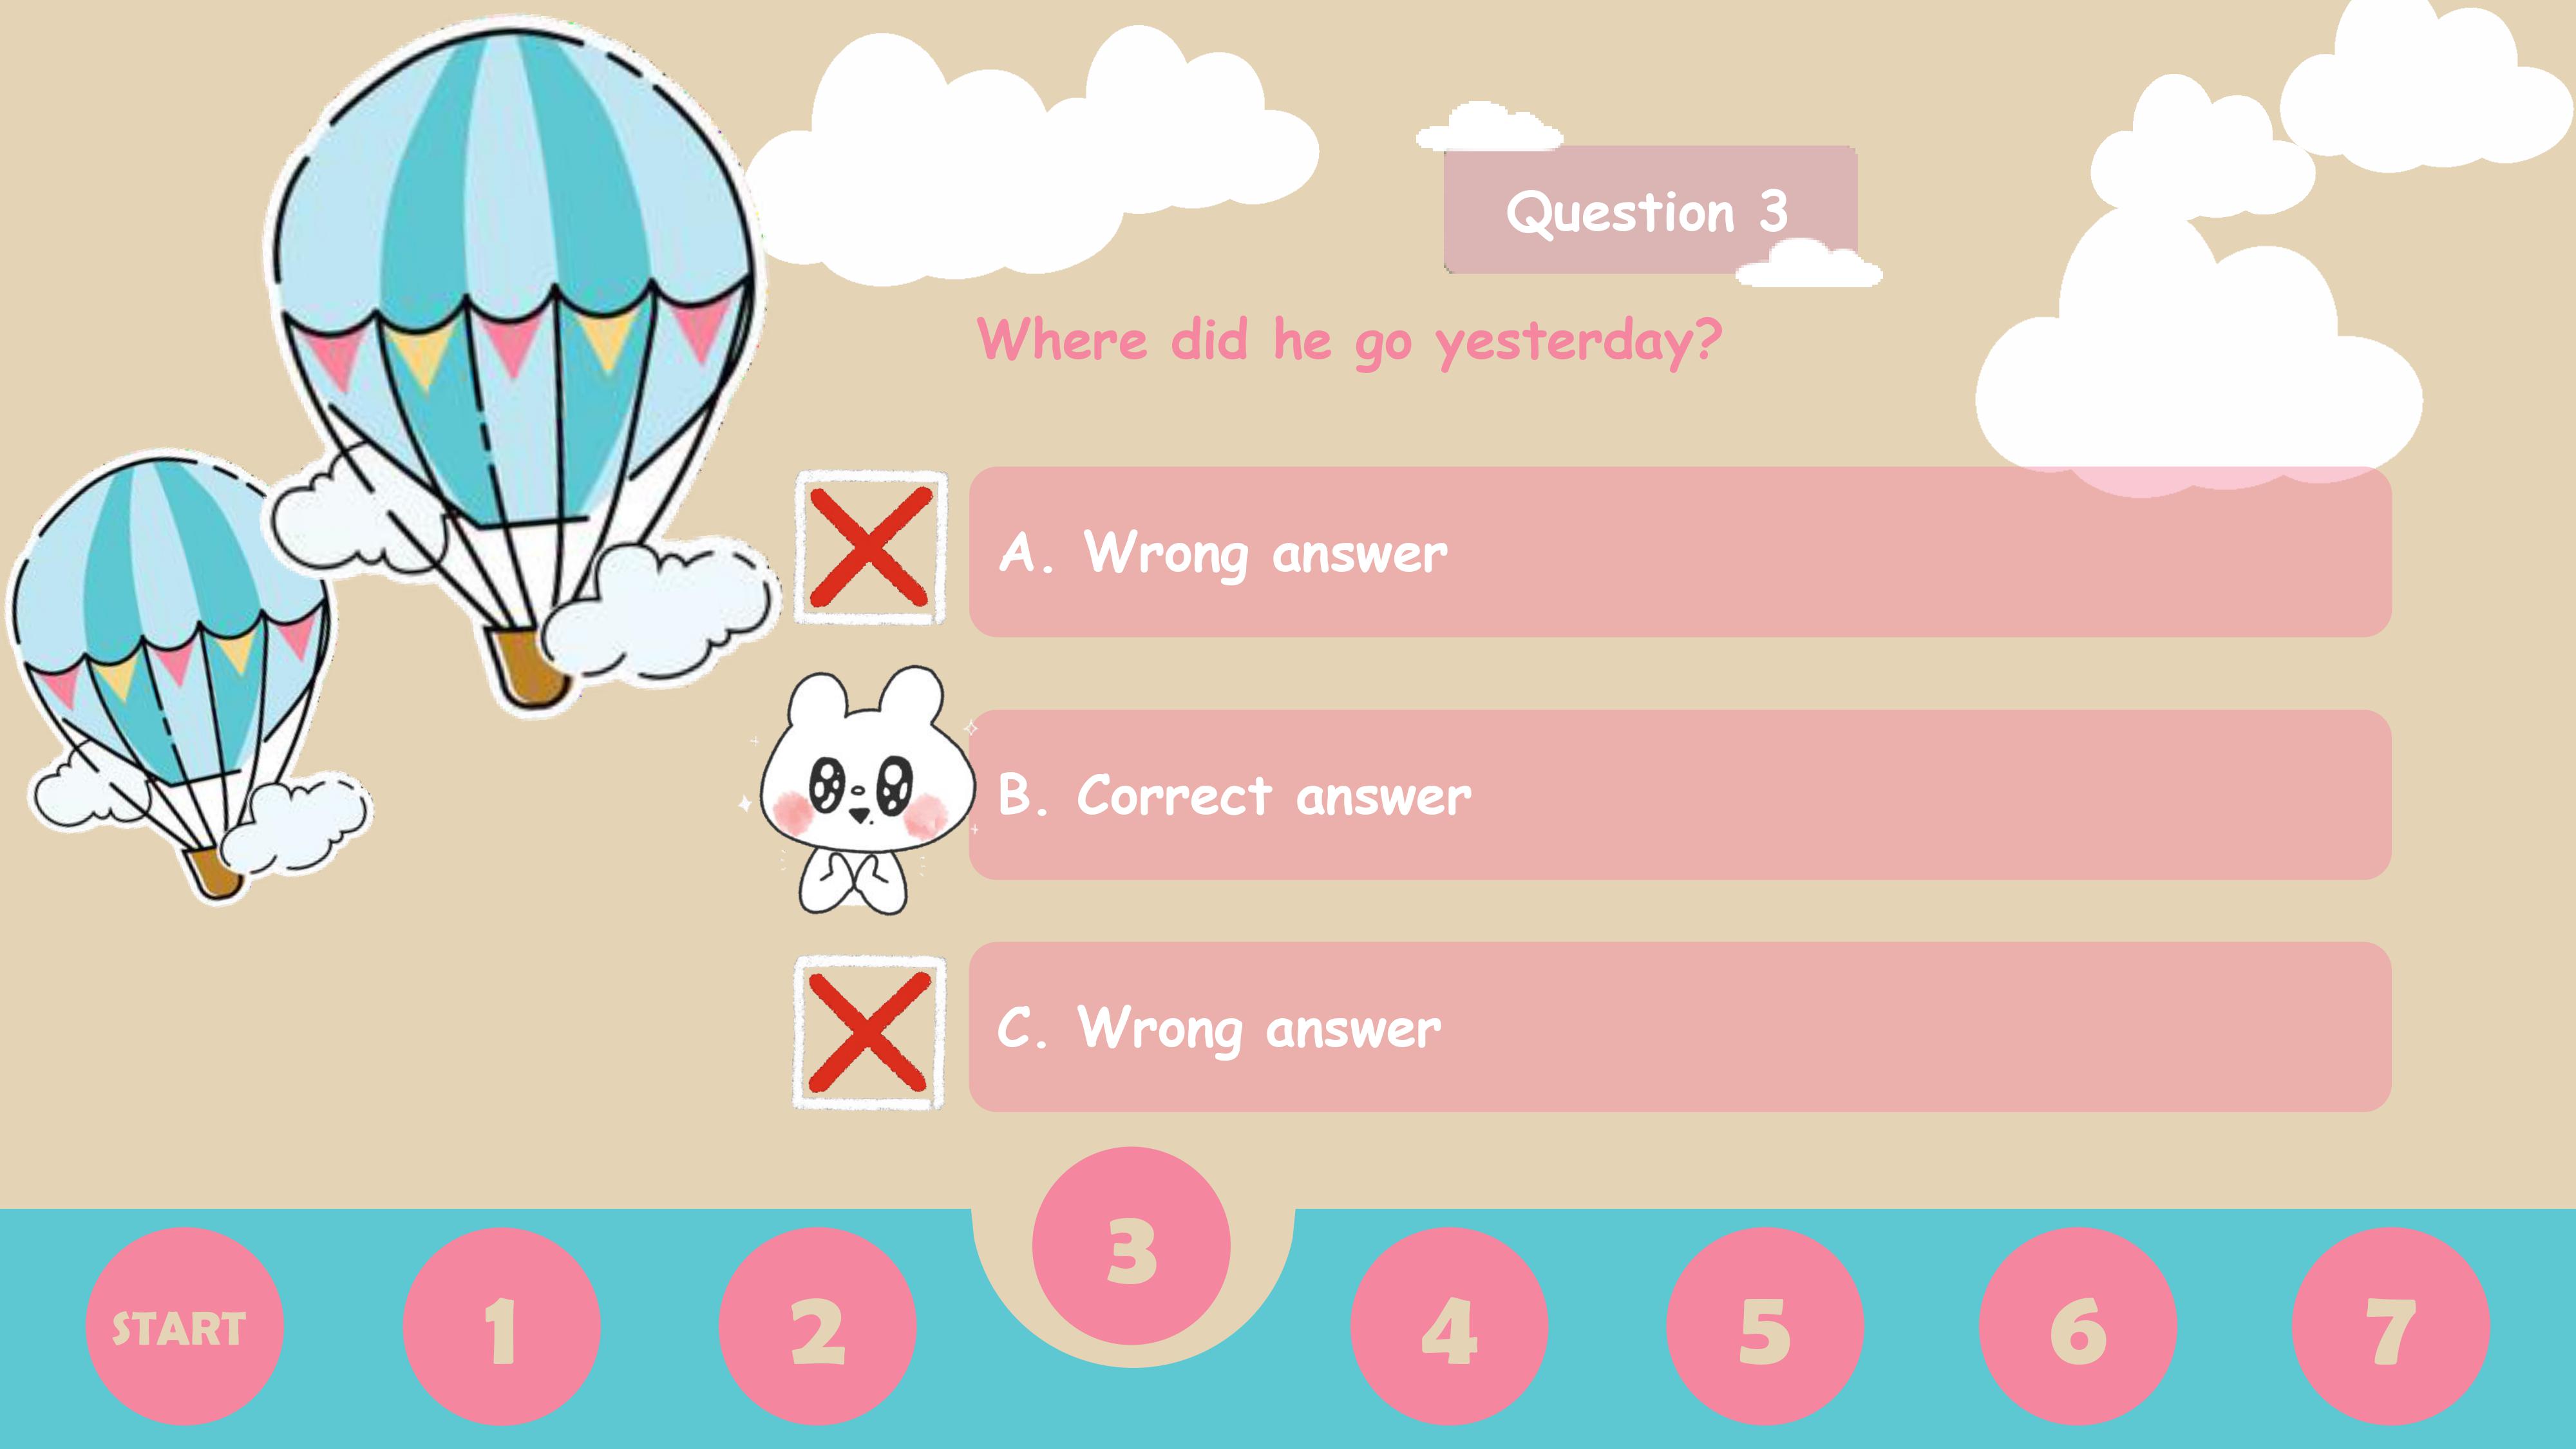 Question 3
Where did he go yesterday?
A. Wrong answer
B. Correct answer
C. Wrong answer
START 1 2 3 4 5 6 7